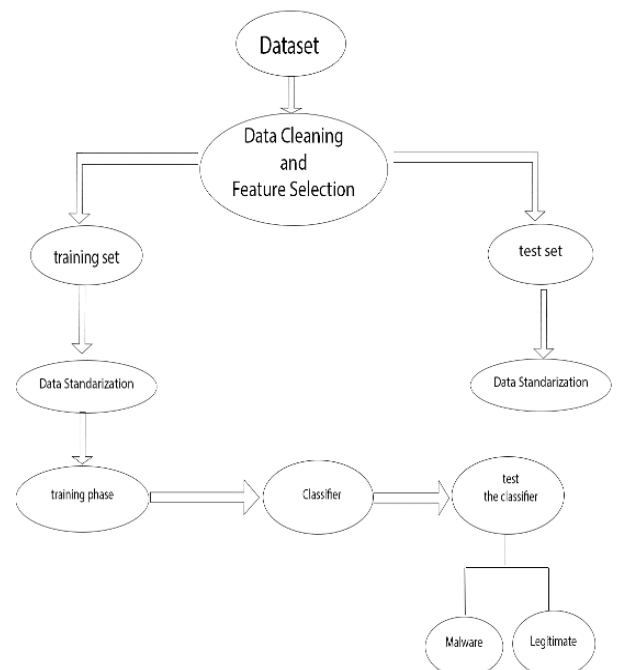 Dataset
Data Cleaning
and
Feature Selection
training set
test set
Data Standarization
Data Standarization
training phase
Classifier
test
the classifier
Malware
Legitimate